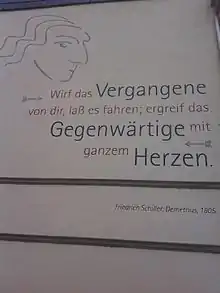 Wirf das Vergangene
von dir, laß es fahren; ergreif das
Gegenwärtige mit
ganzem Herzen.
Friedrich Schiller, Demetrius, 1805